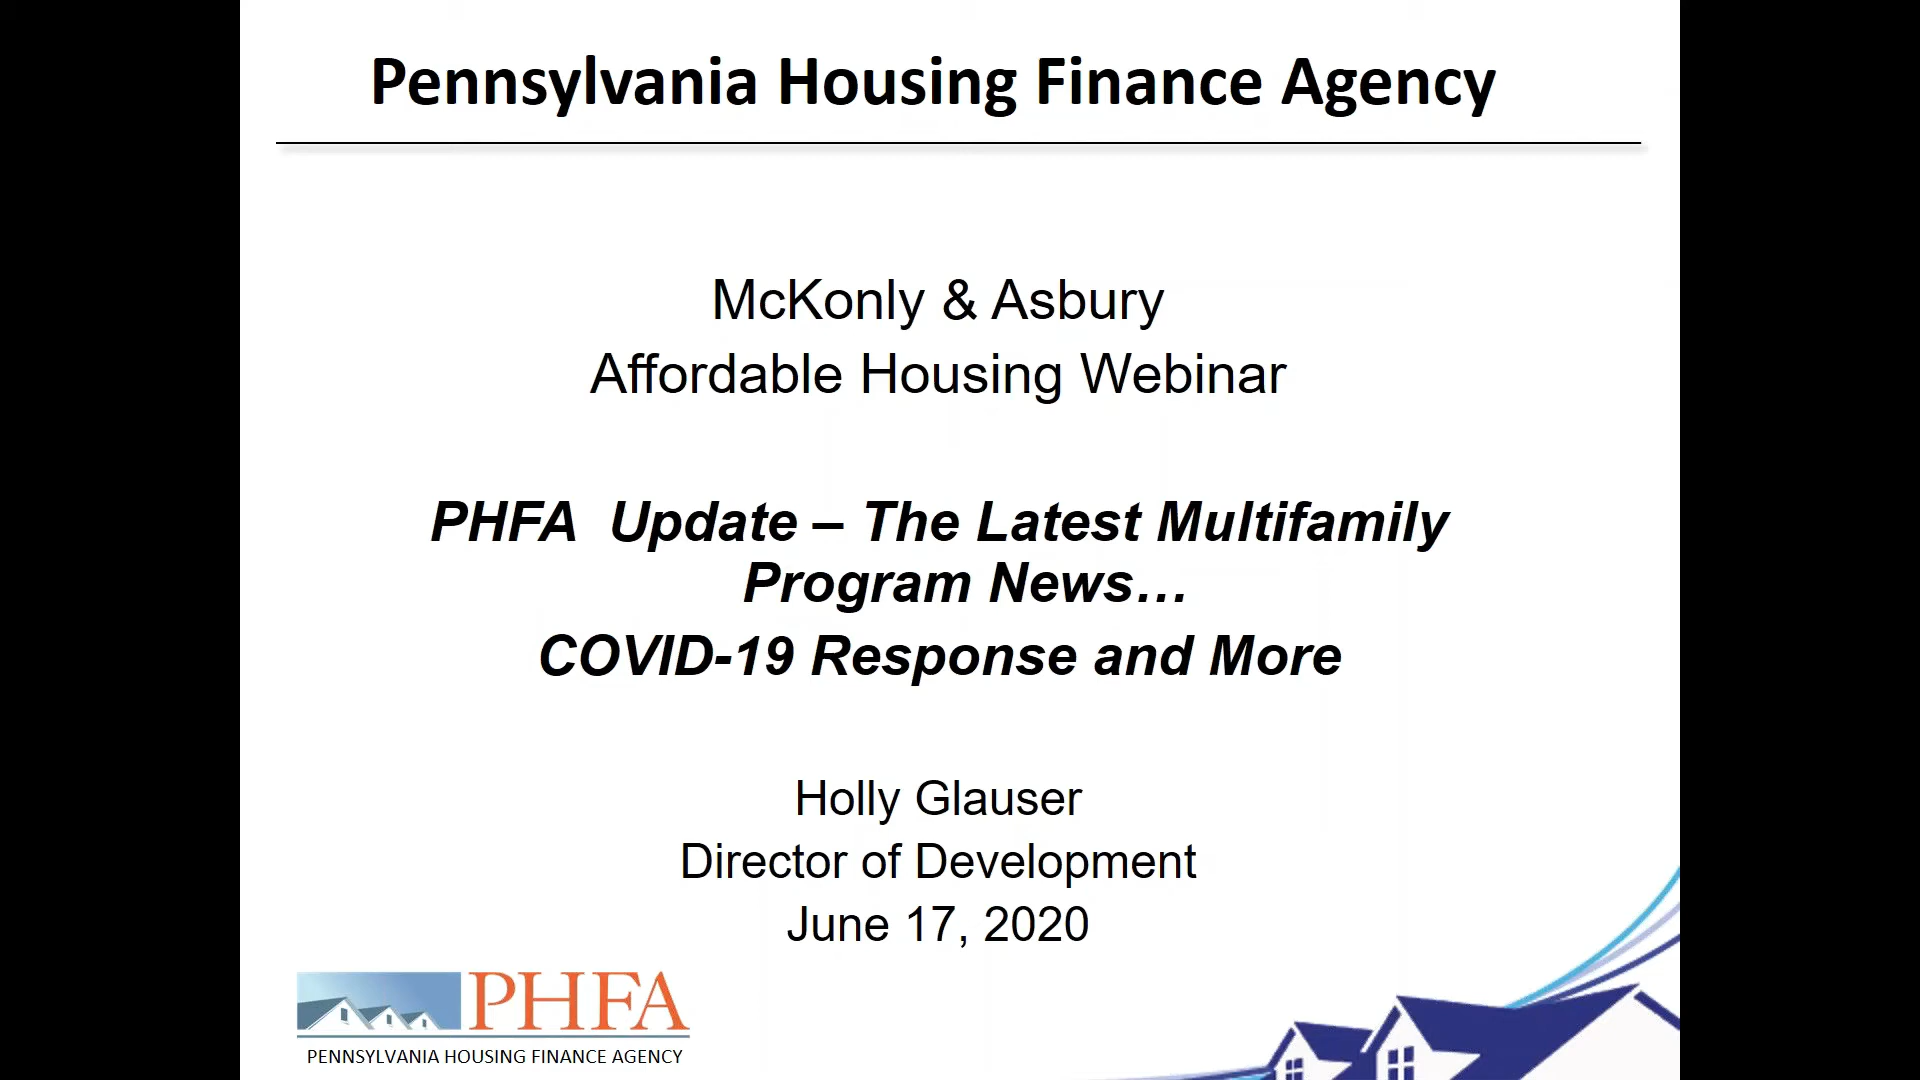 Pennsylvania Housing Finance Agency
McKonly & Asbury
Affordable Housing Webinar
PHFA  Update – The Latest Multifamily
Program News…
COVID-19 Response and More
Holly Glauser
Director of Development
June 17, 2020
PHFA
PENNSYLVANIA HOUSING FINANCE AGENCY